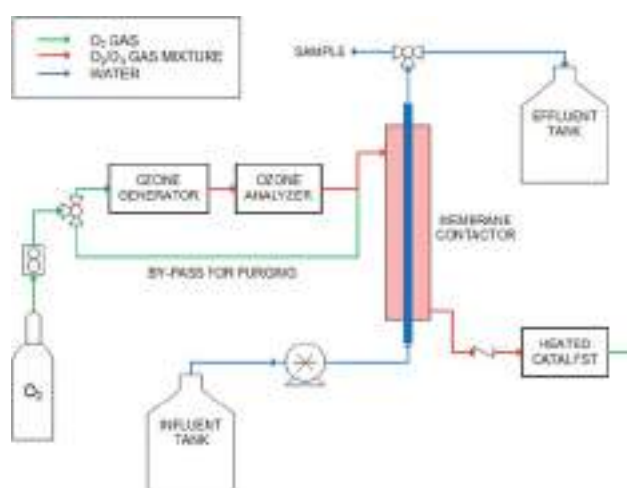 O₂ GAS
O₂/O₃ GAS MIXTURE
WATER
SAMPLE
EFFLUENT
TANK
OZONE
GENERATOR
OZONE
ANALYZER
MEMBRANE
CONTACTOR
BY-PASS FOR PURGING
HEATED
CATALYST
O₂
INFLUENT
TANK